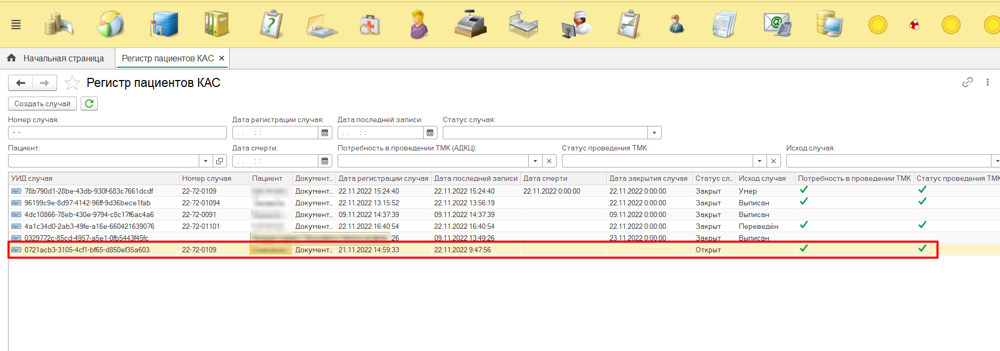 Начальная страница Регистр пациентов КАС ×
Регистр пациентов КАС
Создать случай
Номер случая: Дата регистрации случая: Дата последней записи: Статус случая:
- - . . : : . . : :
Пациент: Дата смерти: Потребность в проведении ТМК (АДКЦ): Статус проведения ТМК: Исход случая:
. . : :
УИД случая Номер случая Пациент Документ... Дата регистрации случая Дата последней записи Дата смерти Дата закрытия случая Статус сл... Исход случая Потребность в проведении ТМК Статус проведения ТМК
78b790d1-28be-43db-930f-683c7661dcdf 22-72-0109 Документ... 22.11.2022 15:24:40 22.11.2022 15:24:40 22.11.2022 0:00:00 22.11.2022 0:00:00 Закрыт Умер
96199c9e-8d97-4142-96ff-9d36bece1fab 22-72-01094 Документ... 22.11.2022 13:15:52 22.11.2022 13:56:19 22.11.2022 0:00:00 Закрыт Выписан
4dc10866-78eb-430e-9794-c8c17f6ac4a6 22-72-0091 Документ... 09.11.2022 14:37:39 09.11.2022 14:37:39 09.11.2022 0:00:00 Закрыт Выписан
4a1c34d0-2ab3-49fe-a16e-660421639076 22-72-01101 Документ... 22.11.2022 16:40:54 22.11.2022 16:40:54 22.11.2022 0:00:00 Закрыт Переведён
0329772c-85cd-4957-a5e1-0fb5443f45fc 26 09.11.2022 13:49:26 23.11.2022 0:00:00 Закрыт Выписан
0721acb3-3105-4cf1-bf65-d850ef35a603 22-72-0109 Документ... 21.11.2022 14:59:33 22.11.2022 9:47:56 Открыт